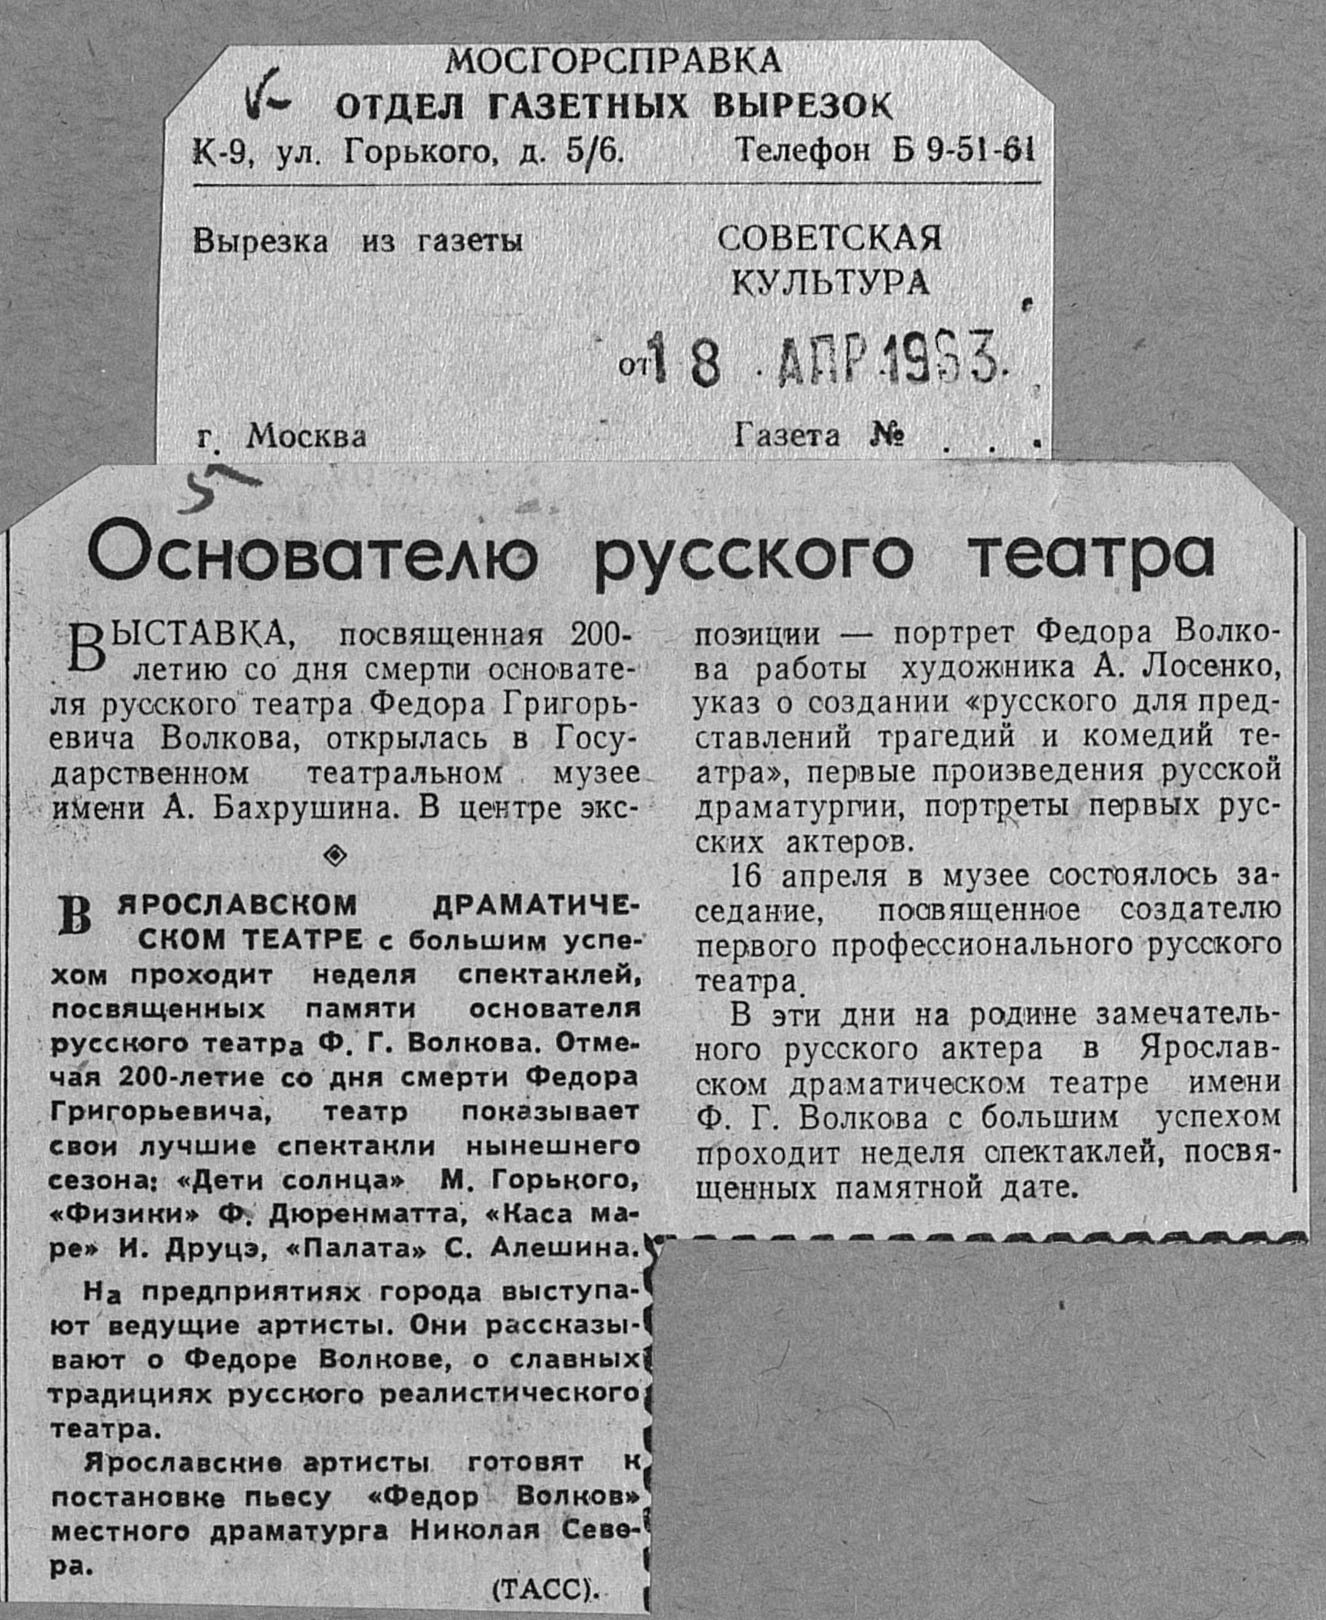 МОСГОРСПРАВКА
ОТДЕЛ ГАЗЕТНЫХ ВЫРЕЗОК
К-9, ул. Горького, д. 5/6. Телефон Б 9-51-61
Вырезка из газеты
СОВЕТСКАЯ
КУЛЬТУРА
от 18 . АПР 1963.
г. Москва Газета № . . .
5
Основателю русского театра
ВЫСТАВКА, посвященная 200-
летию со дня смерти основате-
ля русского театра Федора Григорь-
евича Волкова, открылась в Госу-
дарственном театральном музее
имени А. Бахрушина. В центре экс-
позиции — портрет Федора Волко-
ва работы художника А. Лосенко,
указ о создании «русского для пред-
ставлений трагедий и комедий те-
атра», первые произведения русской
драматургии, портреты первых рус-
ских актеров.
16 апреля в музее состоялось за-
седание, посвященное создателю
первого профессионального русского
театра.
В эти дни на родине замечатель-
ного русского актера в Ярослав-
ском драматическом театре имени
Ф. Г. Волкова с большим успехом
проходит неделя спектаклей, посвя-
щенных памятной дате.
В ЯРОСЛАВСКОМ ДРАМАТИЧЕ-
СКОМ ТЕАТРЕ с большим успе-
хом проходит неделя спектаклей,
посвященных памяти основателя
русского театра Ф. Г. Волкова. Отме-
чая 200-летие со дня смерти Федора
Григорьевича, театр показывает
свои лучшие спектакли нынешнего
сезона: «Дети солнца» М. Горького,
«Физики» Ф. Дюренматта, «Каса ма-
ре» И. Друцэ, «Палата» С. Алешина.
На предприятиях города выступа-
ют ведущие артисты. Они рассказы-
вают о Федоре Волкове, о славных
традициях русского реалистического
театра.
Ярославские артисты готовят к
постановке пьесу «Федор Волков»
местного драматурга Николая Севе-
ра.
(ТАСС).